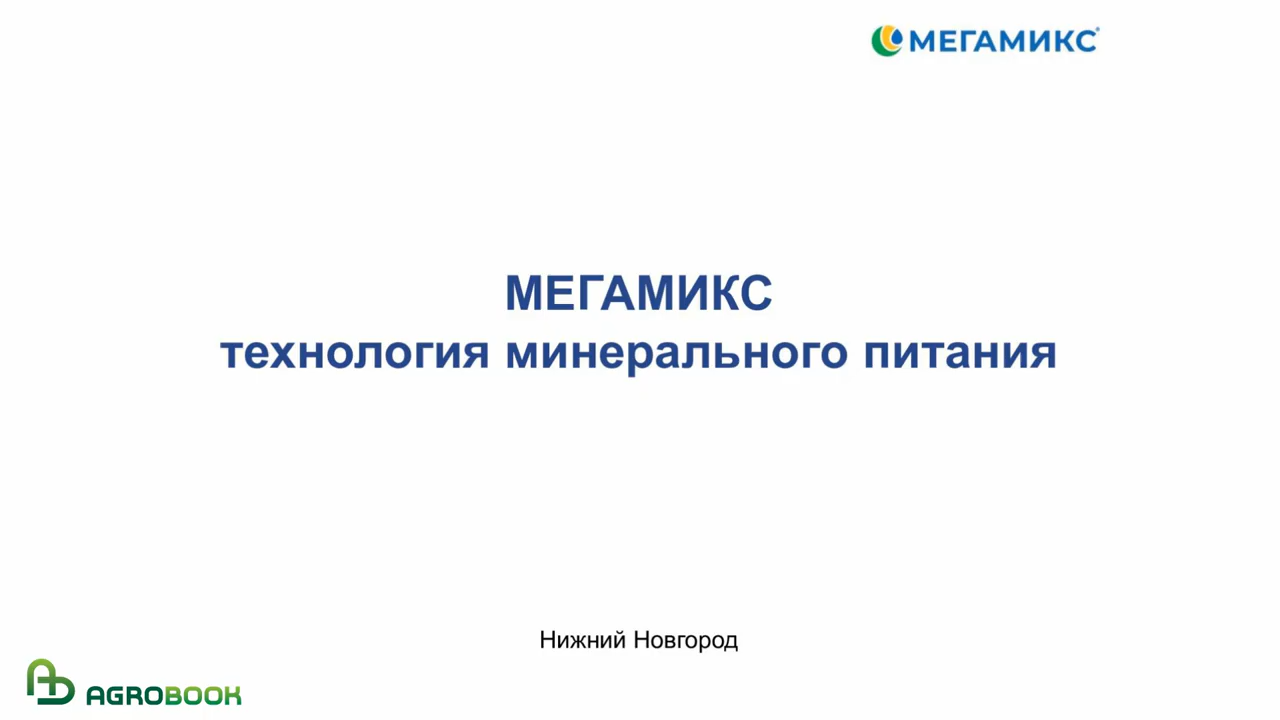 МЕГАМИКС®
МЕГАМИКС
технология минерального питания
Нижний Новгород
AGROBOOK